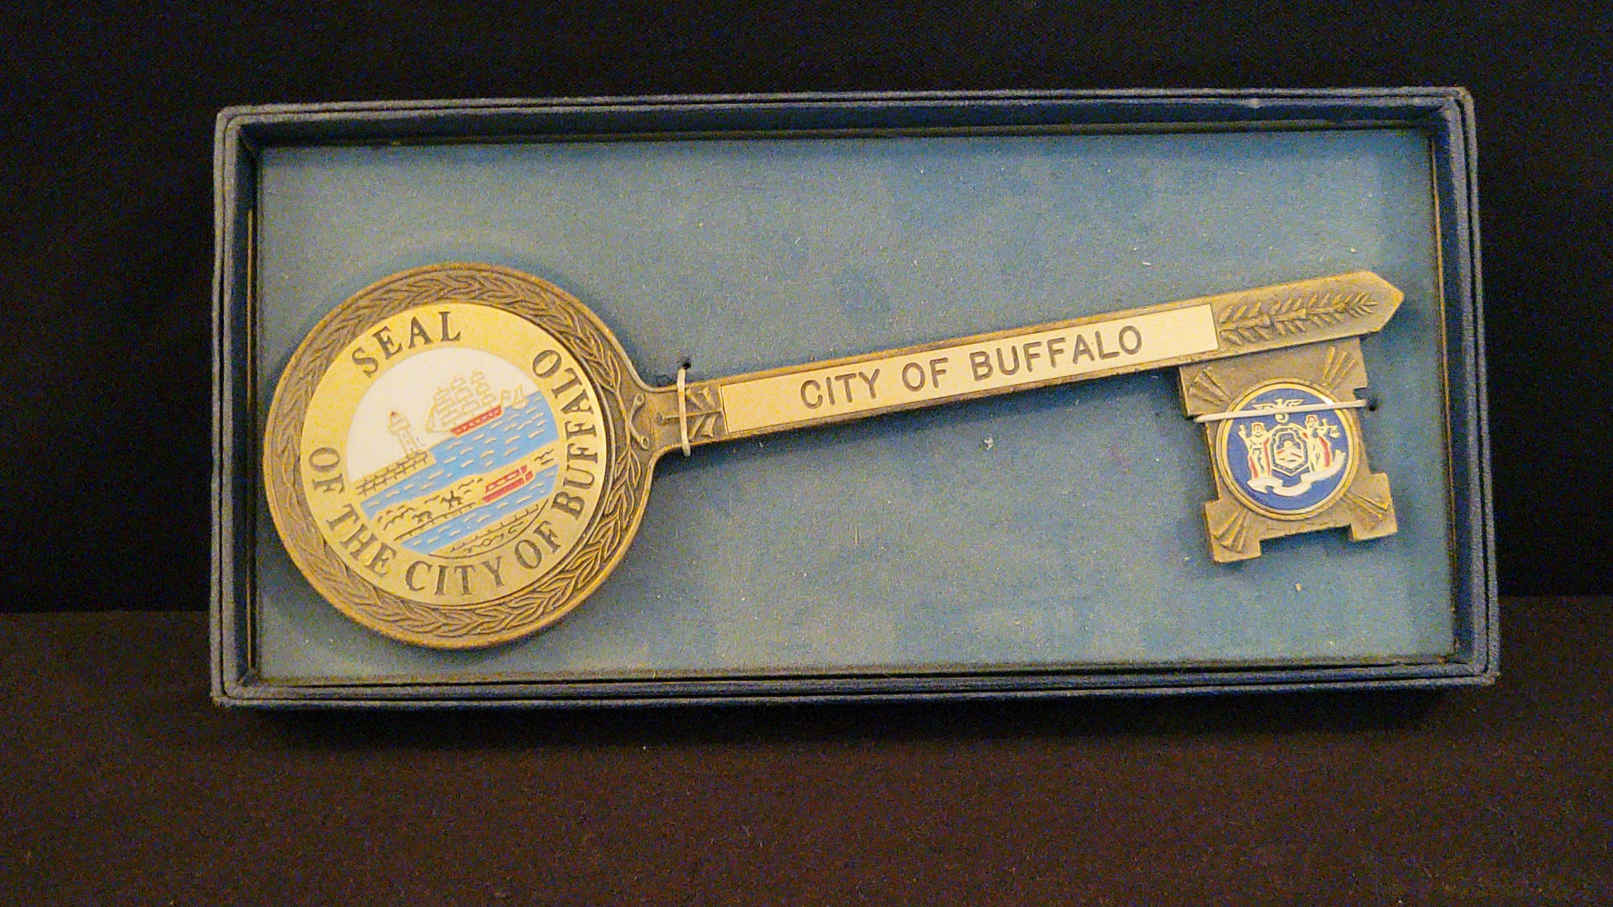 SEAL OF THE CITY OF BUFFALO
CITY OF BUFFALO